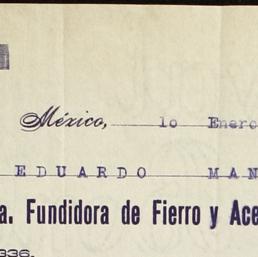 México, 1o Enero
EDUARDO MAN
a. Fundidora de Fierro y Ace
936.